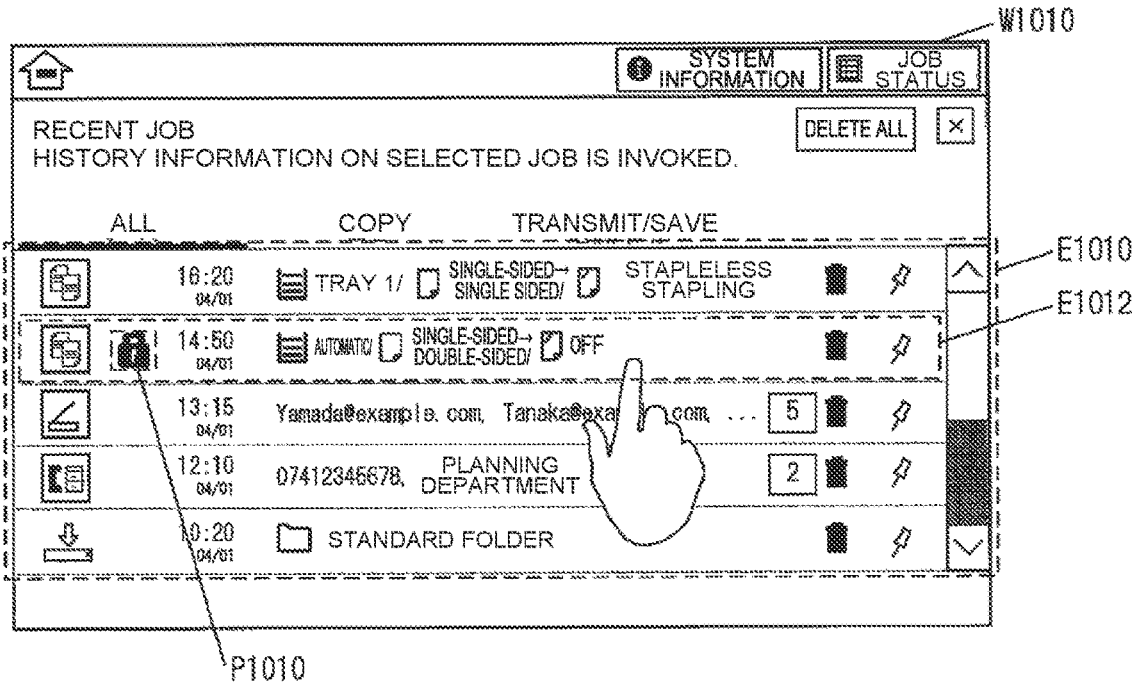 W1010
SYSTEM
INFORMATION
JOB
STATUS
RECENT JOB
DELETE ALL
HISTORY INFORMATION ON SELECTED JOB IS INVOKED.
ALL COPY TRANSMIT/SAVE
E1010
16:20
04/01
TRAY 1/
SINGLE-SIDED→
SINGLE SIDED/
STAPLELESS
STAPLING
E1012
14:50
04/01
AUTOMATIC/
SINGLE-SIDED→
DOUBLE-SIDED/
OFF
13:15
04/01
Yamada@example.com, Tanaka@exa com, ... 5
12:10
04/01
07412345678,
PLANNING
DEPARTMENT
2
10:20
04/01
STANDARD FOLDER
P1010